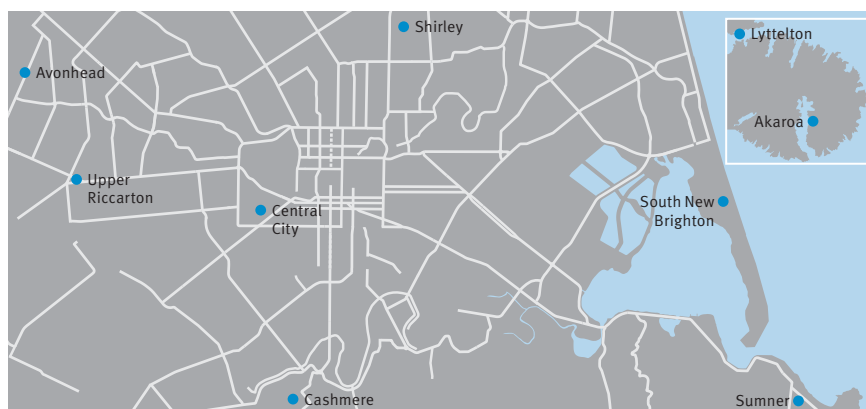 Shirley
Lyttelton
Avonhead
Akaroa
Upper
Riccarton
South New
Brighton
Central
City
Cashmere
Sumner